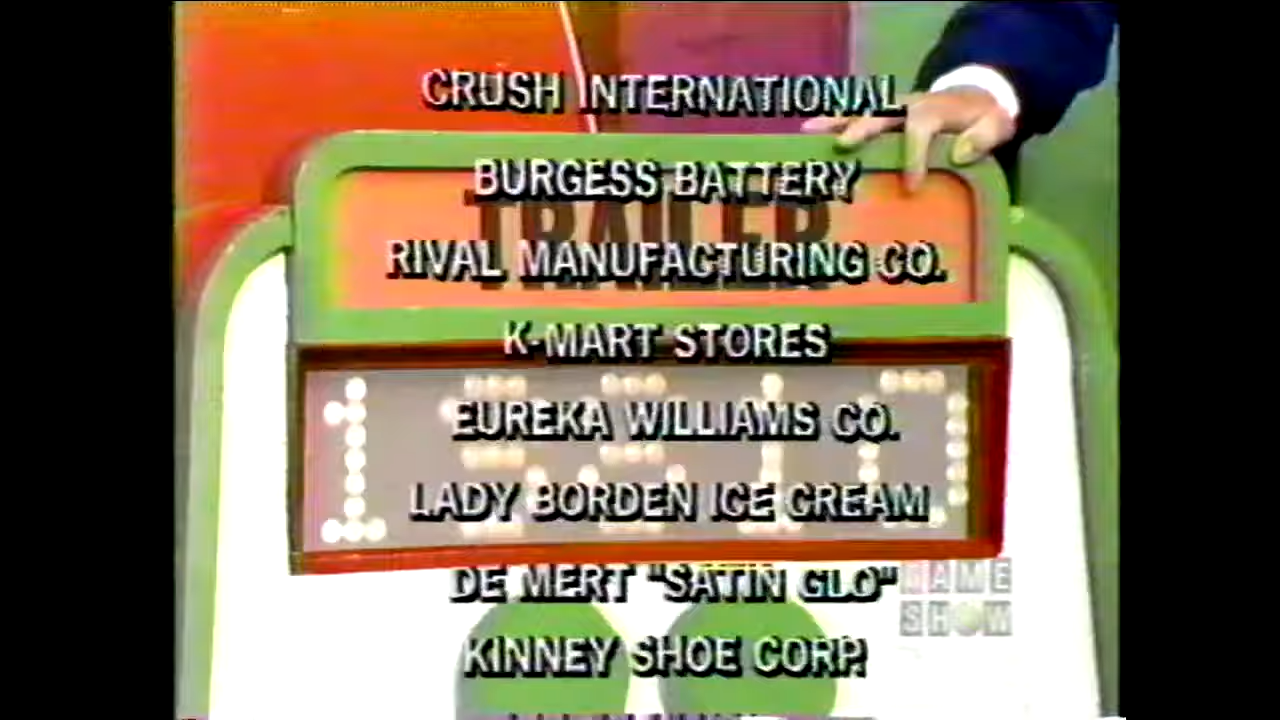 CRUSH INTERNATIONAL
BURGESS BATTERY
TRAILER
RIVAL MANUFACTURING CO.
K-MART STORES
EUREKA WILLIAMS CO.
LADY BORDEN ICE CREAM
DE MERT "SATIN GLO"
GAME
SHOW
KINNEY SHOE CORP.